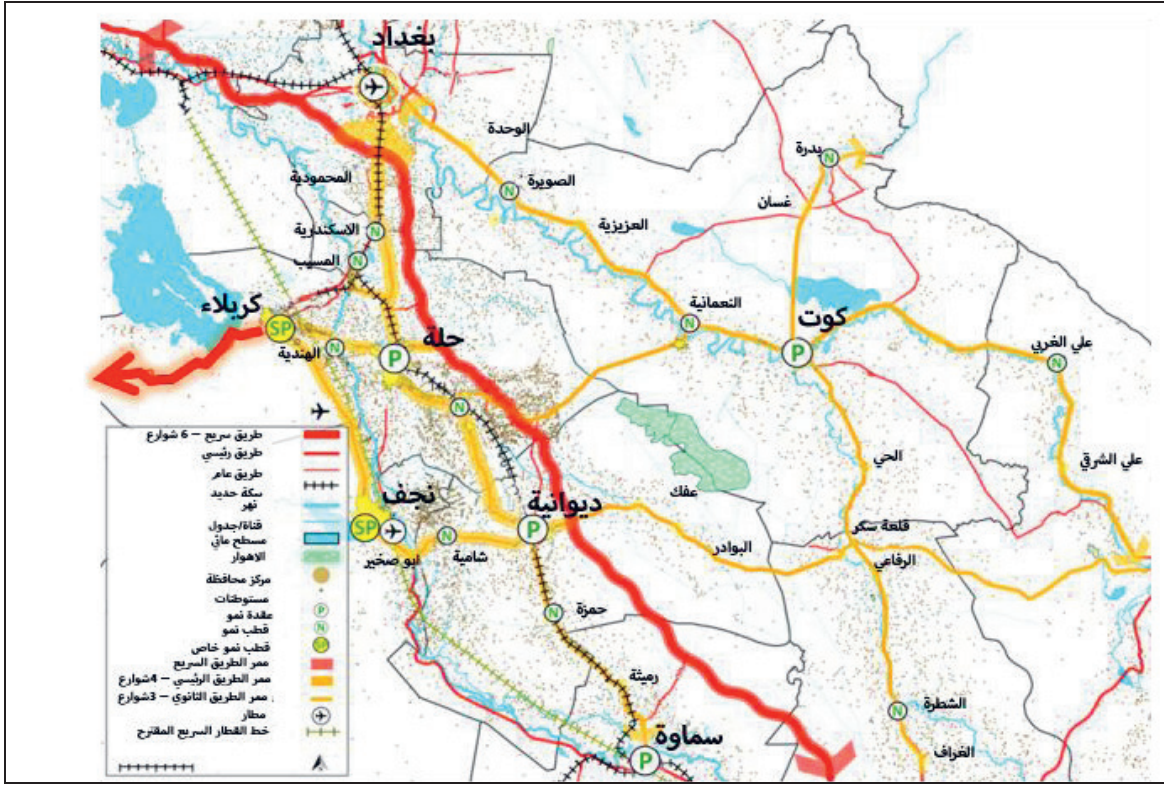 بغداد
الوحدة
بدرة
الصويرة
المحمودية
غسان
العزيزية
الاسكندرية
المسيب
كربلاء
SP
النعمانية
كوت
حلة
الهندية
علي الغربي
الحي
علي الشرقي
عفك
نجف
ديوانية
SP
ابو صخير
شامية
البوادر
قلعة سكر
الرفاعي
حمزة
رميثة
الشطرة
سماوة
الغراف
P
P
P
P
N
N
N
N
N
N
N
N
N
N
N
N
طريق سريع – 6 شوارع
طريق رئيسي
طريق عام
سكة حديد
نهر
قناة/جدول
مسطح مائي
الاهوار
مركز محافظة
مستوطنات
عقدة نمو
P
قطب نمو
N
قطب نمو خاص
SP
ممر الطريق السريع
ممر الطريق الرئيسي – 4شوارع
ممر الطريق الثانوي – 3شوارع
مطار
خط القطار السريع المقترح